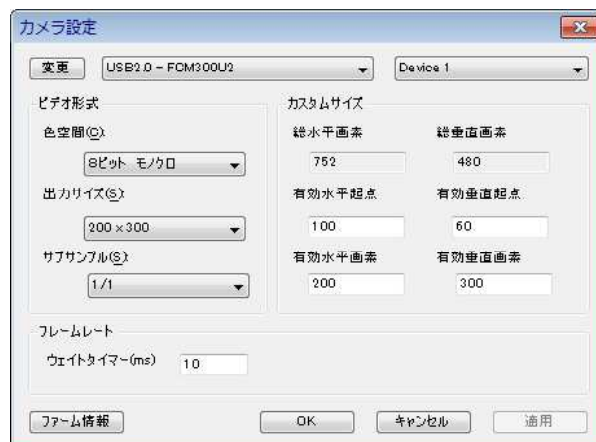 カメラ設定
変更 USB2.0 - FCM300U2 Device 1
ビデオ形式
色空間(C):
8ビット モノクロ
出力サイズ(S):
200 × 300
サブサンプル(S):
1/1
カスタムサイズ
総水平画素 総垂直画素
752 480
有効水平起点 有効垂直起点
100 60
有効水平画素 有効垂直画素
200 300
フレームレート
ウェイトタイマー(ms) 10
ファーム情報 OK キャンセル 適用